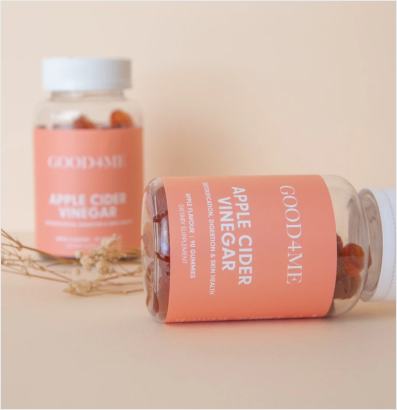 GOOD4ME
APPLE CIDER
VINEGAR
GOOD4ME
APPLE CIDER
VINEGAR
DETOXIFICATION, DIGESTION & SKIN HEALTH
APPLE FLAVOUR | 90 GUMMIES
DIETARY SUPPLEMENT